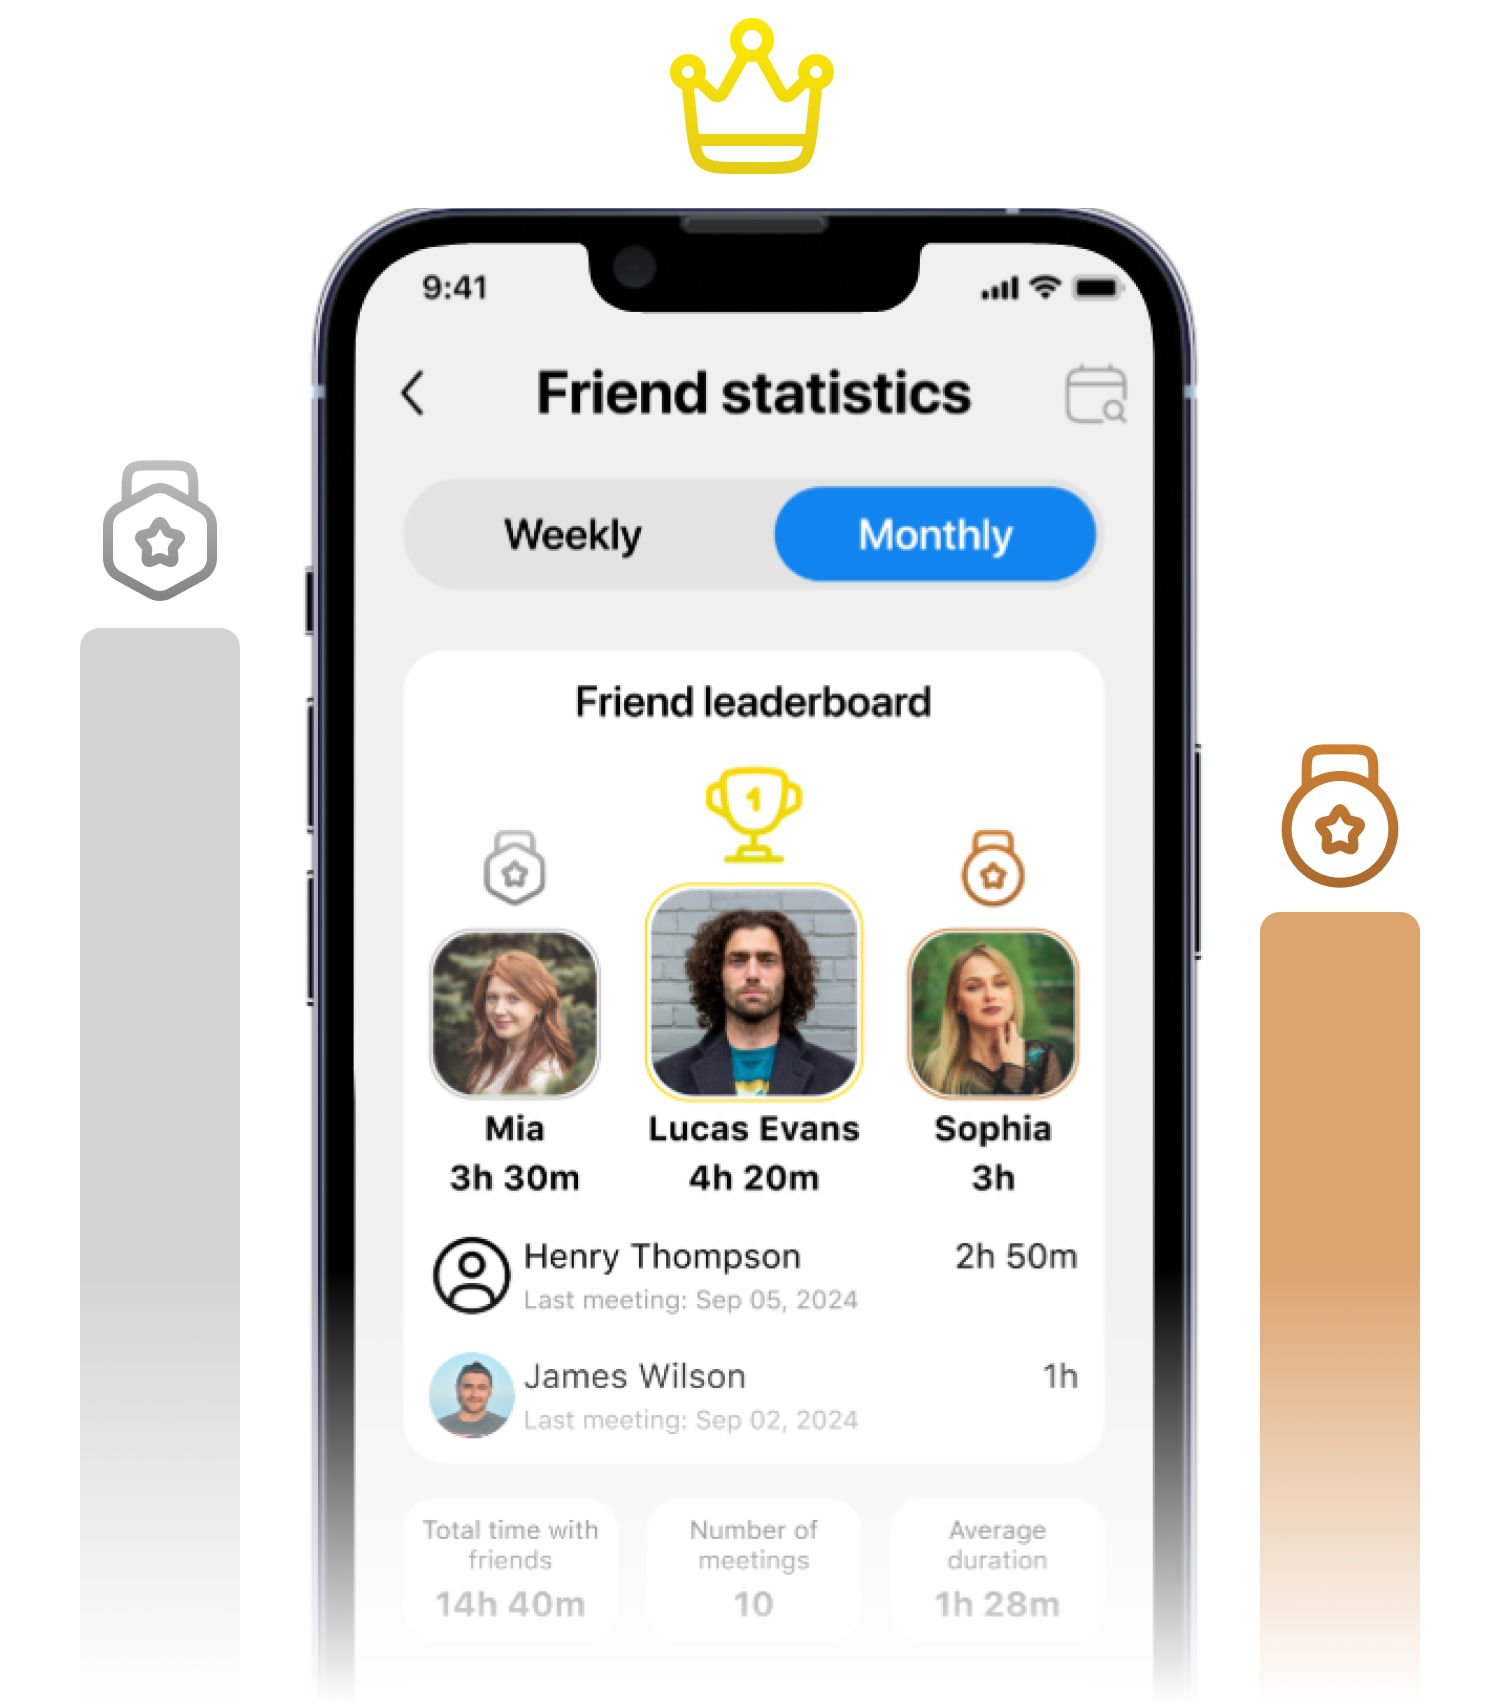 9:41
Friend statistics
Weekly Monthly
Friend leaderboard
1
Mia Lucas Evans Sophia
3h 30m 4h 20m 3h
Henry Thompson 2h 50m
Last meeting: Sep 05, 2024
James Wilson 1h
Last meeting: Sep 02, 2024
Total time with
friends
14h 40m
Number of
meetings
10
Average
duration
1h 28m